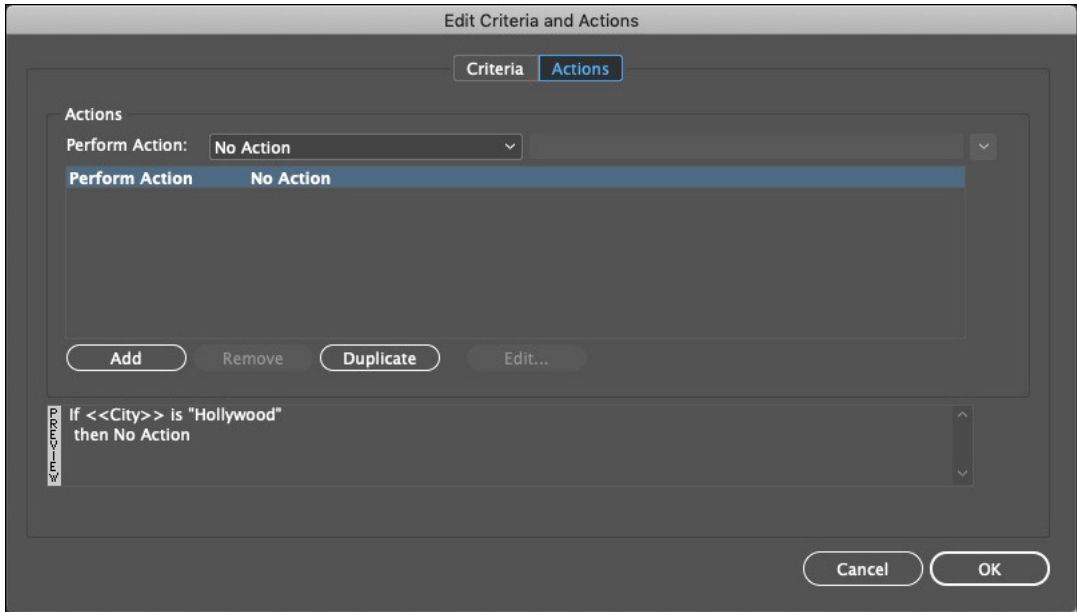 Edit Criteria and Actions
Criteria Actions
Actions
Perform Action: No Action
Perform Action No Action
Add Remove Duplicate Edit...
PREVIEW
If <<City>> is "Hollywood"
then No Action
Cancel OK